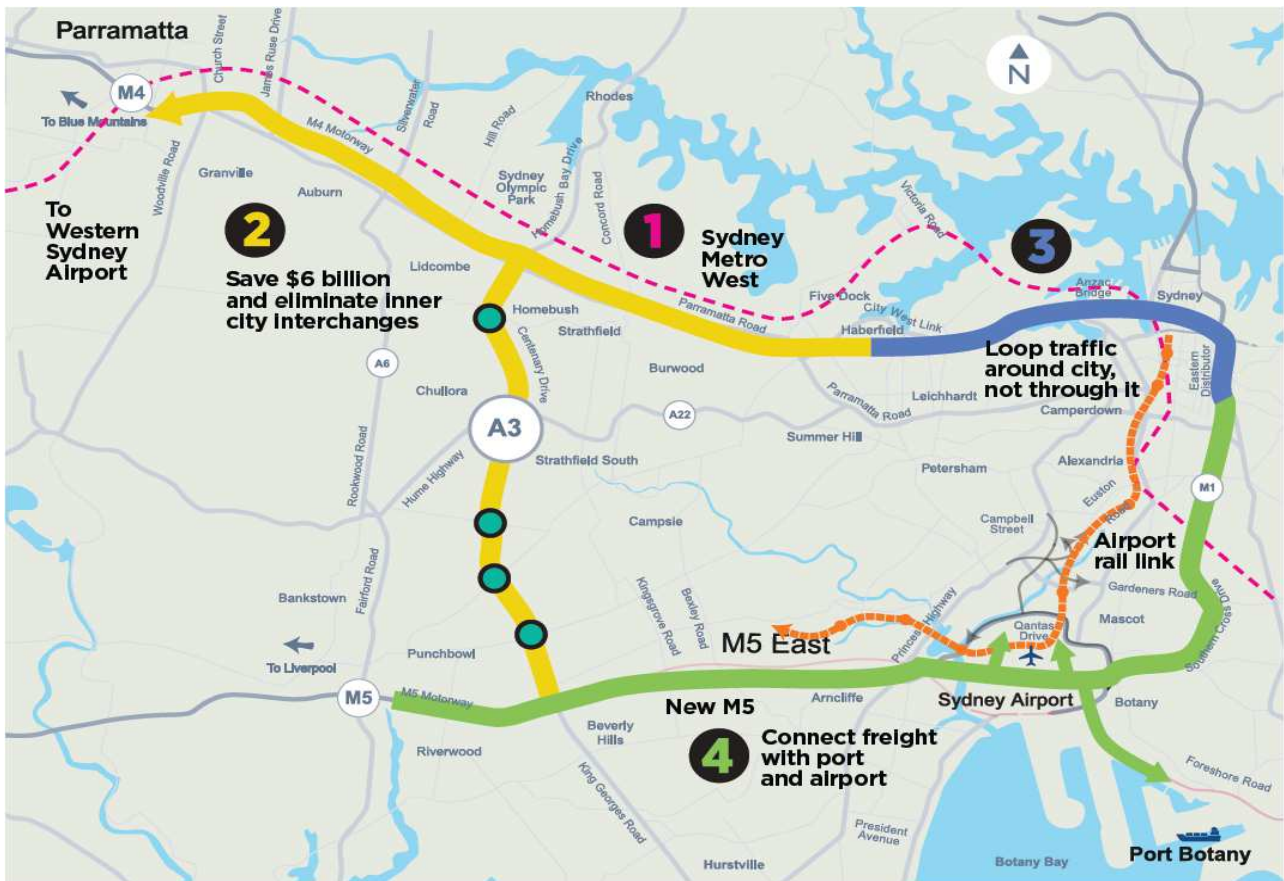 Parramatta
Church Street
James Ruse Drive
N
M4
To Blue Mountains
M4 Motorway
Silverwater
Road
Hill Road
Rhodes
Woodville Road
Granville
Auburn
Sydney
Olympic
Park
Homebush Bay Drive
Concord Road
Victoria Road
To
Western
Sydney
Airport
2
Save $6 billion
and eliminate inner
city interchanges
1
Sydney
Metro
West
3
Lidcombe
Homebush
Strathfield
Parramatta Road
Five Dock
City West Link
Haberfield
Anzac
Bridge
Sydney
Loop traffic
around city,
not through it
Eastern
Distributor
A6
Centenary Drive
Burwood
Chullora
A3
A22
Parramatta Road
Leichhardt
Camperdown
Summer Hill
Rookwood Road
Hume Highway
Strathfield South
Petersham
Alexandria
M1
Euston
Road
Campsie
Campbell
Street
Airport
rail link
Fairford Road
Bankstown
Kingsgrove Road
Bexley Road
Gardeners Road
Princes Highway
Qantas
Drive
Mascot
Southern Cross Drive
To Liverpool
Punchbowl
M5 East
M5
M5 Motorway
New M5
Arncliffe
Sydney Airport
Botany
Riverwood
Beverly
Hills
4
Connect freight
with port
and airport
King Georges Road
Foreshore Road
President
Avenue
Hurstville
Botany Bay
Port Botany